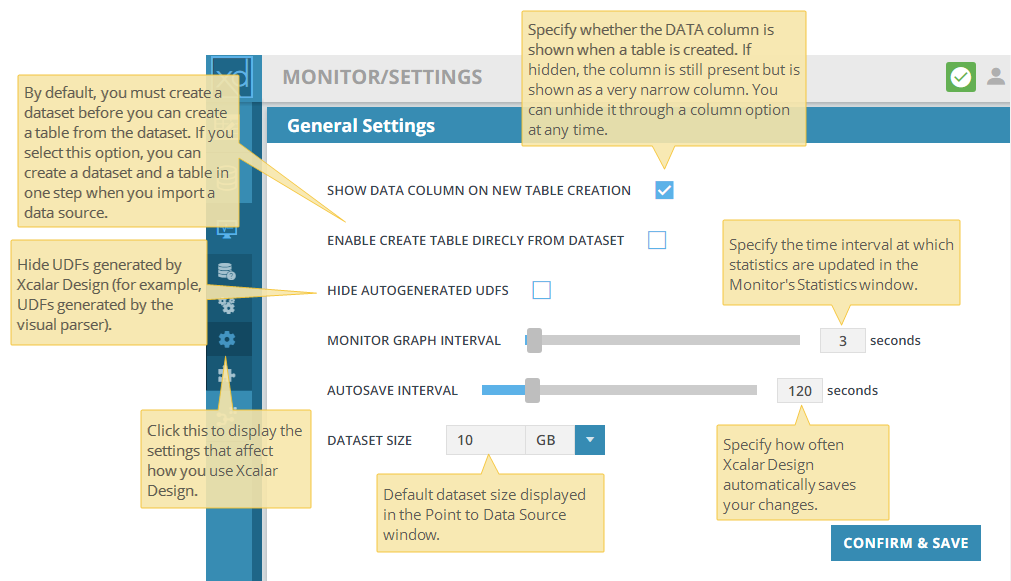 Specify whether the DATA column is
shown when a table is created. If
hidden, the column is still present but is
shown as a very narrow column. You
can unhide it through a column option
at any time.
xd
MONITOR/SETTINGS
By default, you must create a
dataset before you can create
a table from the dataset. If you
select this option, you can
create a dataset and a table in
one step when you import a
data source.
General Settings
SHOW DATA COLUMN ON NEW TABLE CREATION
ENABLE CREATE TABLE DIRECLY FROM DATASET
Specify the time interval at which
statistics are updated in the
Monitor's Statistics window.
Hide UDFs generated by
Xcalar Design (for example,
UDFs generated by the
visual parser).
HIDE AUTOGENERATED UDFS
MONITOR GRAPH INTERVAL 3 seconds
AUTOSAVE INTERVAL 120 seconds
Click this to display the
settings that affect
how you use Xcalar
Design.
DATASET SIZE 10 GB
Specify how often
Xcalar Design
automatically saves
your changes.
Default dataset size displayed
in the Point to Data Source
window.
CONFIRM & SAVE